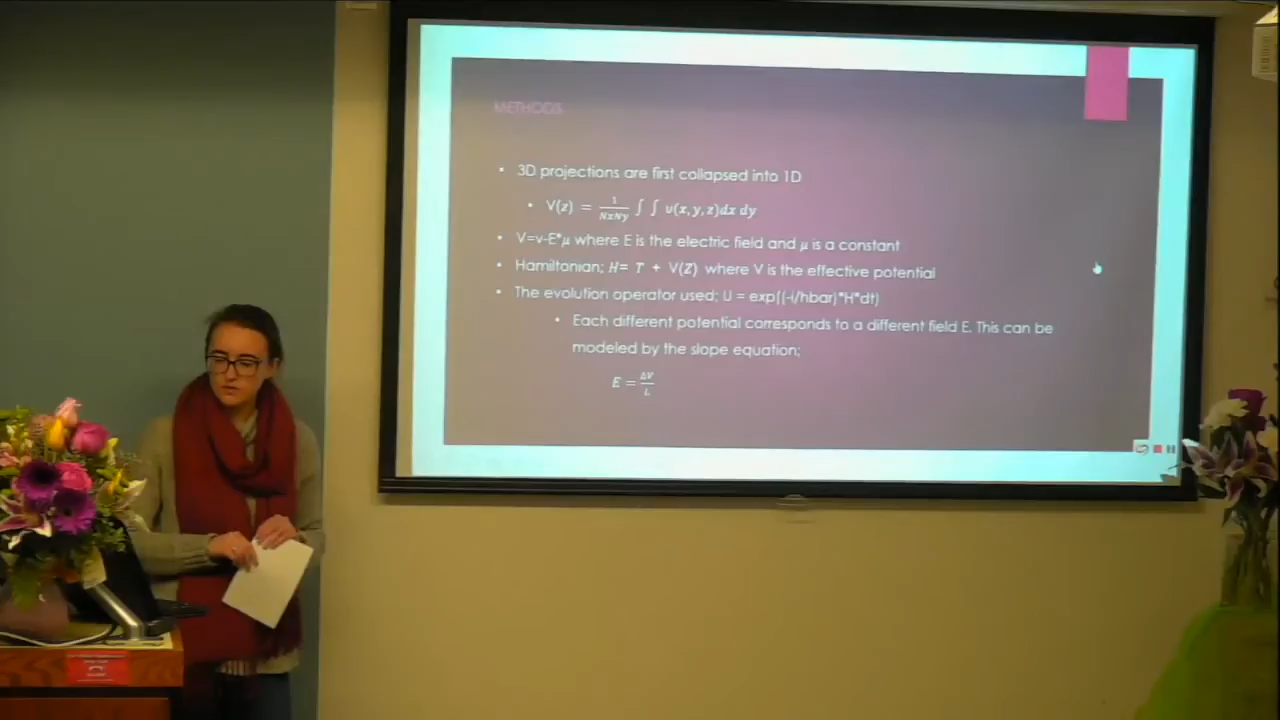 METHODS
• 3D projections are first collapsed into 1D
• V(z) = 1/NxNy ∫ ∫ υ(x, y, z)dx dy
• V=v-E*μ where E is the electric field and μ is a constant
• Hamiltonian; H= T + V(Z) where V is the effective potential
• The evolution operator used; U = exp((-i/hbar)*H*dt)
• Each different potential corresponds to a different field E. This can be
modeled by the slope equation;
E = ΔV/L